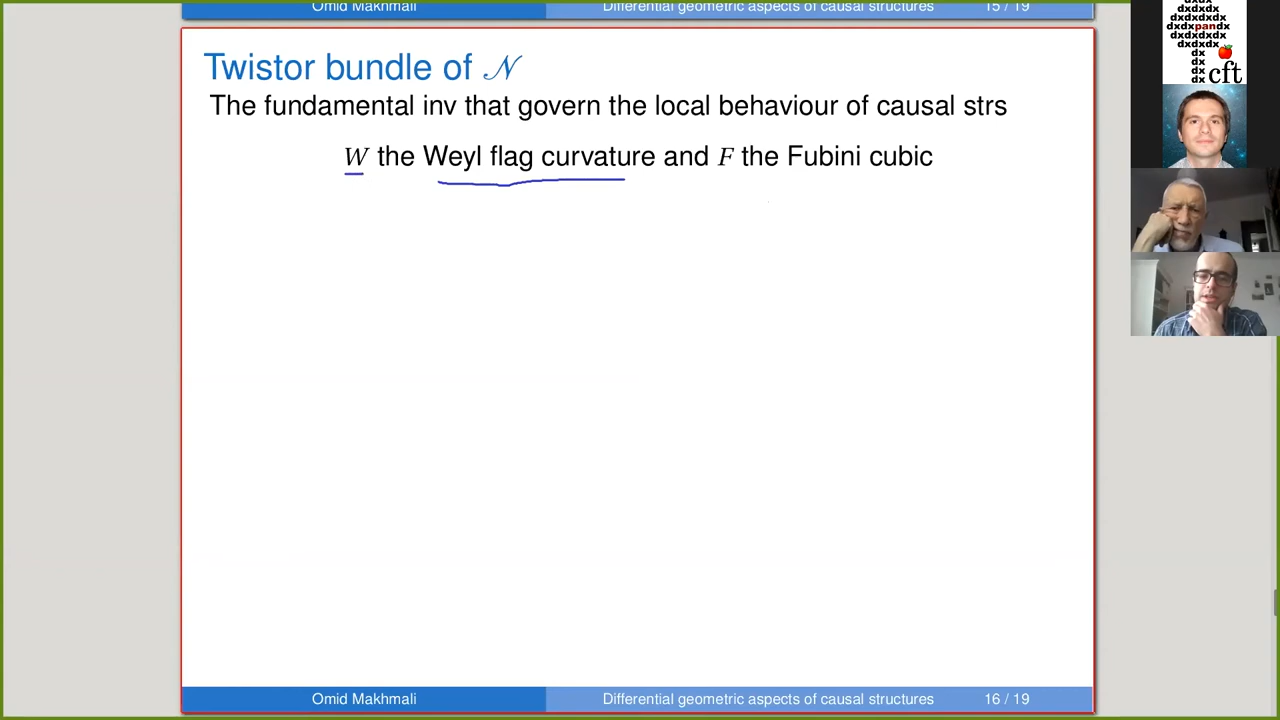 Omid Makhmali Differential geometric aspects of causal structures 15 / 19
Twistor bundle of 𝒩
The fundamental inv that govern the local behaviour of causal strs
W the Weyl flag curvature and F the Fubini cubic
Omid Makhmali Differential geometric aspects of causal structures 16 / 19
dxdxdx
dxdxdxdx
dxdxpandx
dxdxdxdx
dxdxdx
dx
dx
dx
dx cft